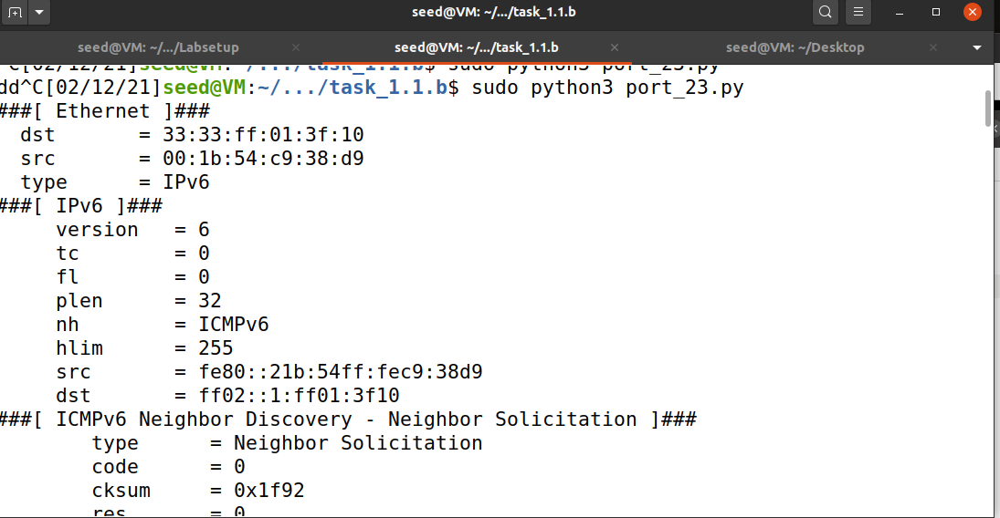 seed@VM: ~/.../task_1.1.b
seed@VM: ~/.../Labsetup
seed@VM: ~/.../task_1.1.b
seed@VM: ~/Desktop
^C[02/12/21]seed@VM:~/.../task_1.1.b$ sudo python3 port_23.py
dd^C[02/12/21]seed@VM:~/.../task_1.1.b$ sudo python3 port_23.py
###[ Ethernet ]###
dst = 33:33:ff:01:3f:10
src = 00:1b:54:c9:38:d9
type = IPv6
###[ IPv6 ]###
version = 6
tc = 0
fl = 0
plen = 32
nh = ICMPv6
hlim = 255
src = fe80::21b:54ff:fec9:38d9
dst = ff02::1:ff01:3f10
###[ ICMPv6 Neighbor Discovery - Neighbor Solicitation ]###
type = Neighbor Solicitation
code = 0
cksum = 0x1f92
res = 0